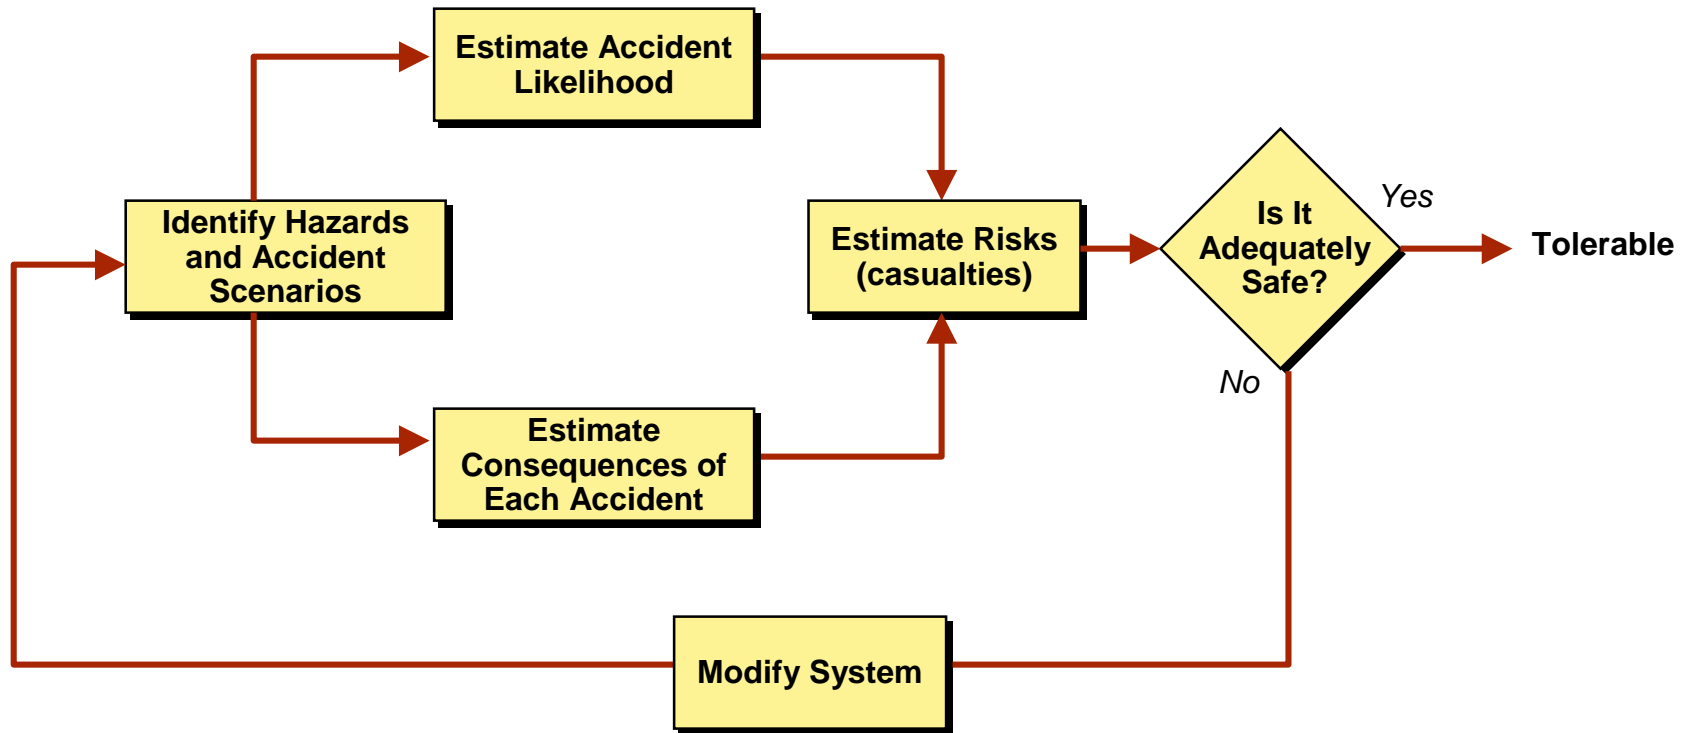 Estimate Accident
Likelihood
Identify Hazards
and Accident
Scenarios
Estimate
Consequences of
Each Accident
Estimate Risks
(casualties)
Is It
Adequately
Safe?
Yes
Tolerable
No
Modify System